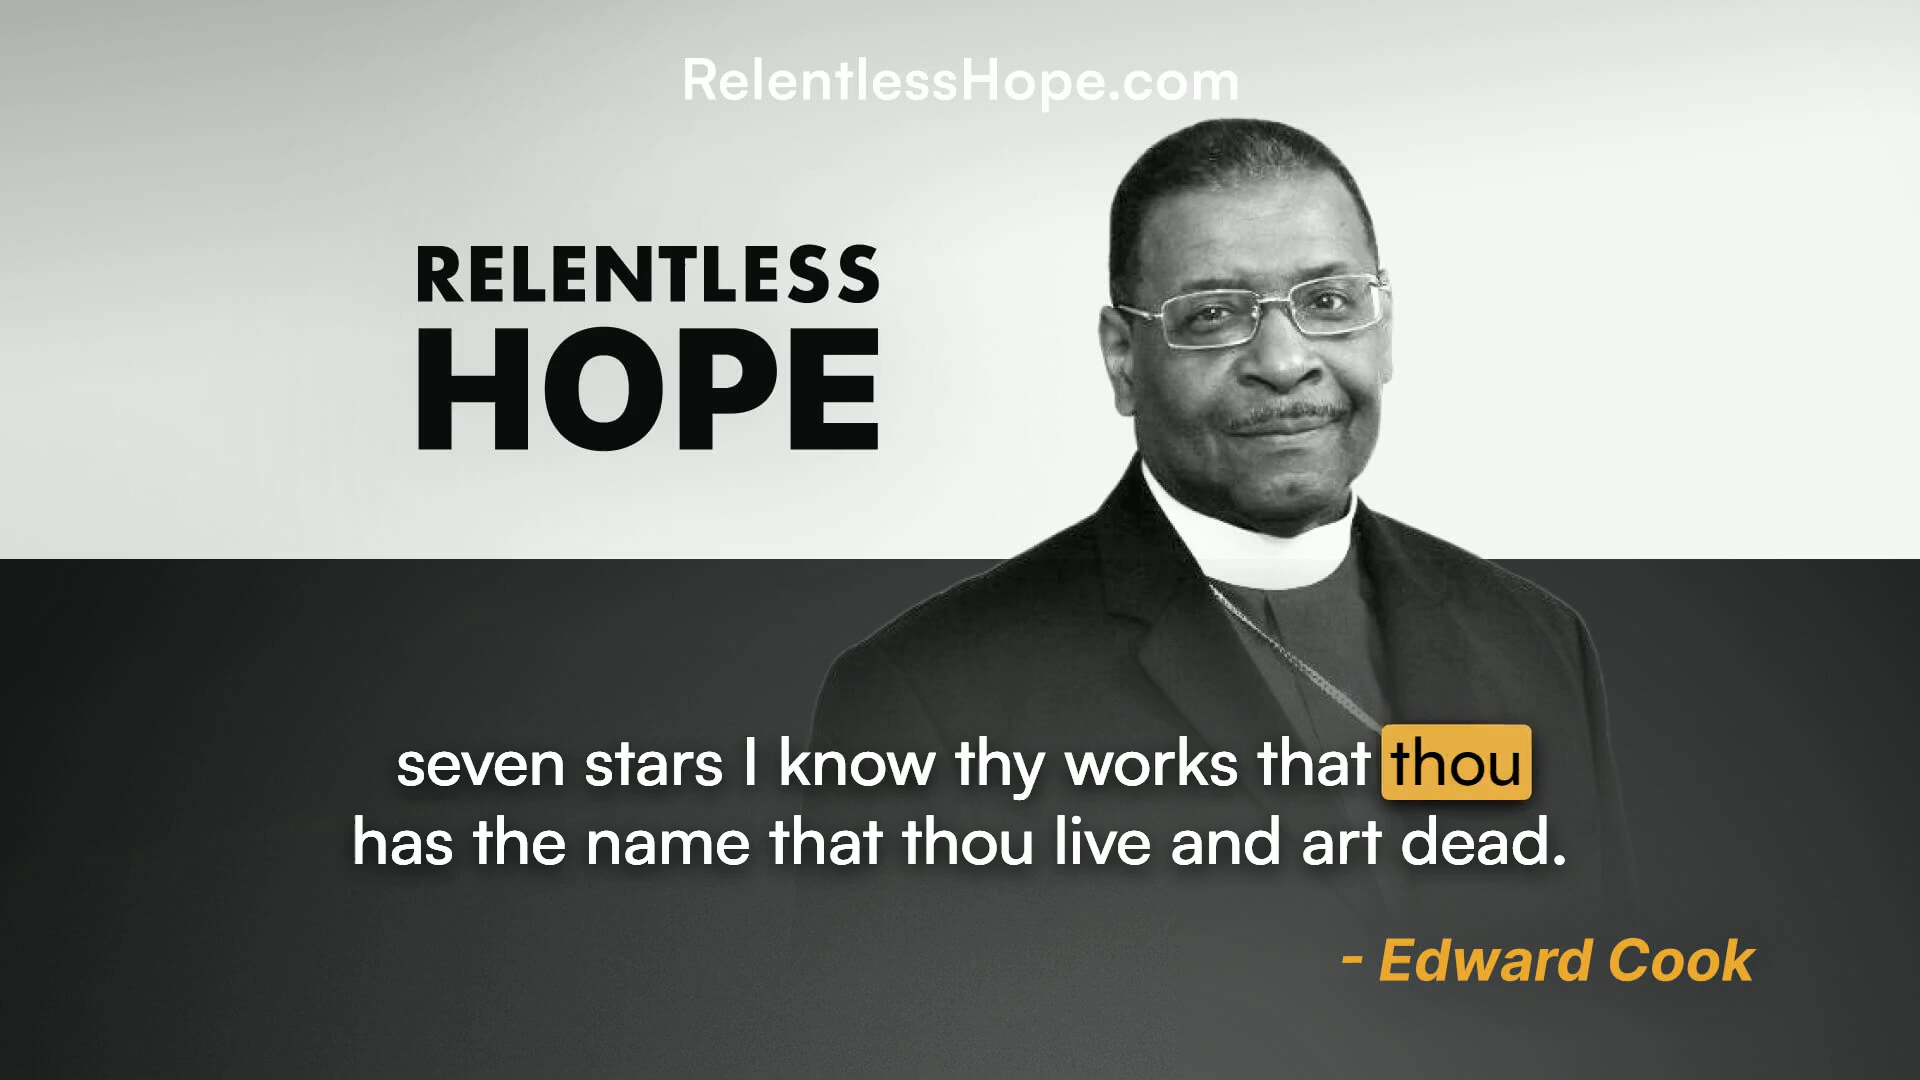 RelentlessHope.com
RELENTLESS
HOPE
seven stars I know thy works that thou
has the name that thou live and art dead.
- Edward Cook